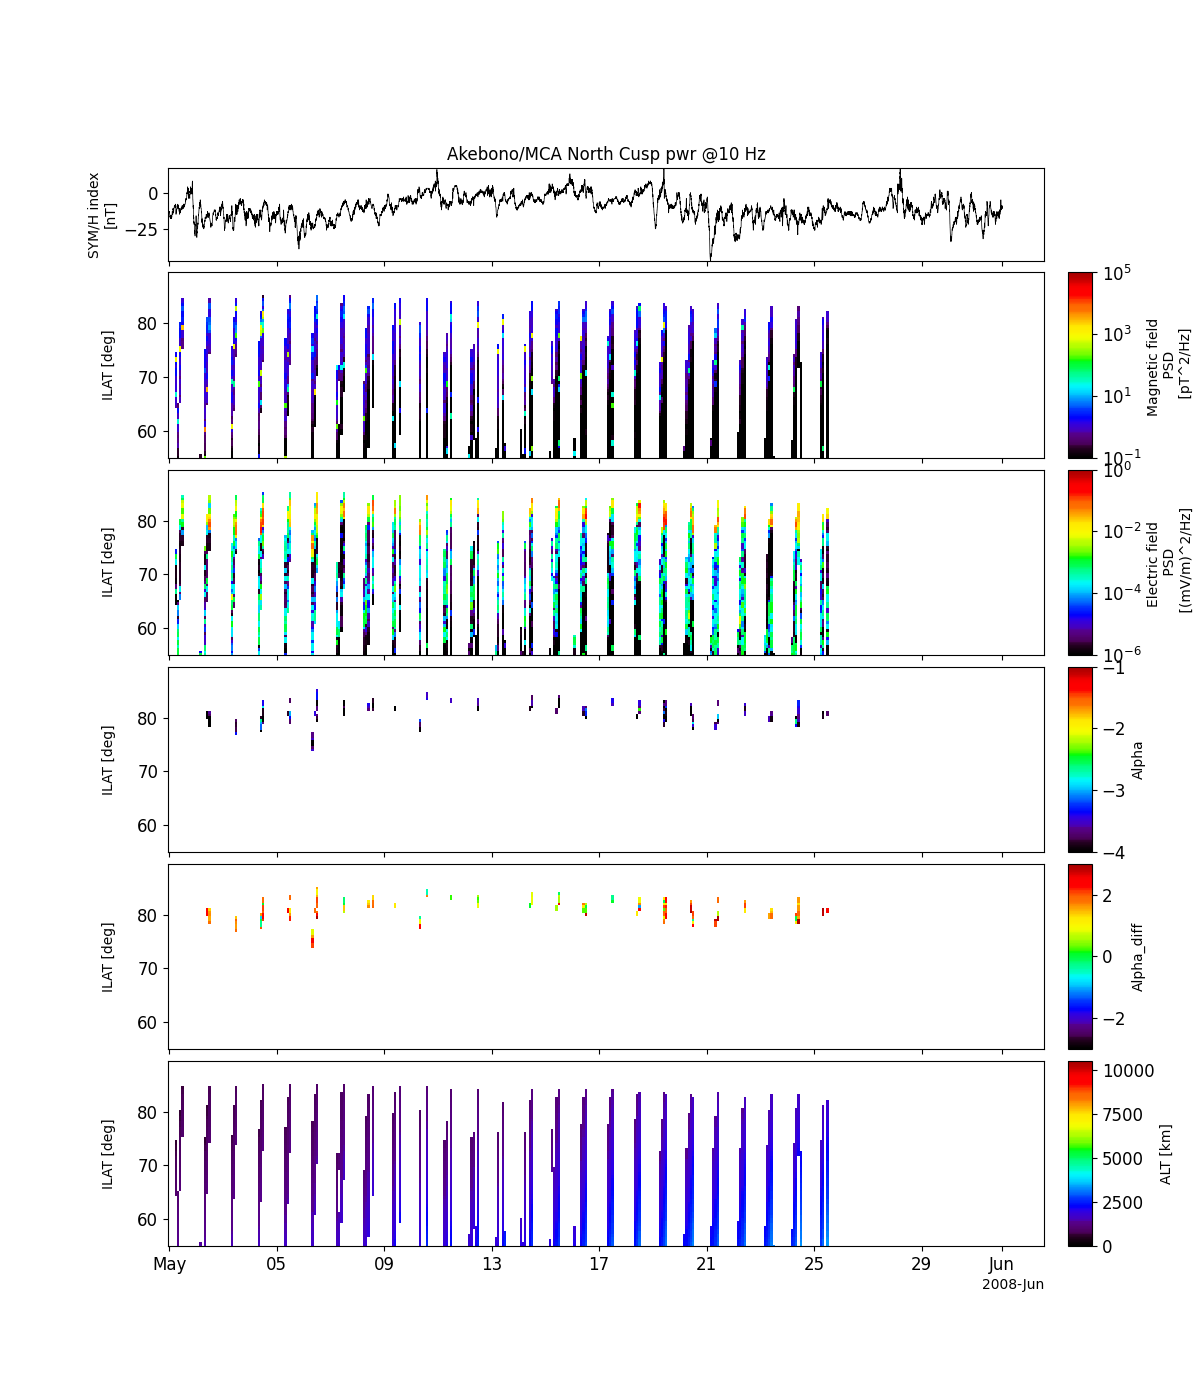 Akebono/MCA North Cusp pwr @10 Hz
SYM/H index
[nT]
0
−25
ILAT [deg]
80
70
60
10^5
10^3
10^1
10^−1
Magnetic field
PSD
[pT^2/Hz]
ILAT [deg]
80
70
60
10^0
10^−2
10^−4
10^−6
Electric field
PSD
[(mV/m)^2/Hz]
ILAT [deg]
80
70
60
−1
−2
−3
−4
Alpha
ILAT [deg]
80
70
60
2
0
−2
Alpha_diff
ILAT [deg]
80
70
60
10000
7500
5000
2500
0
ALT [km]
May 05 09 13 17 21 25 29 Jun
2008-Jun